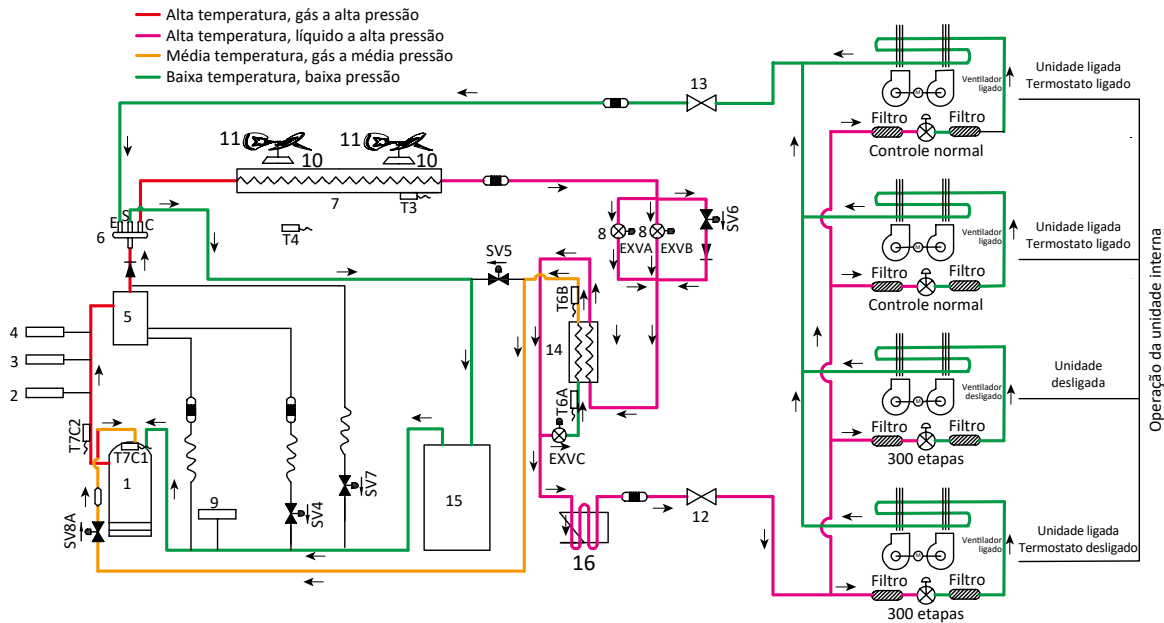 Alta temperatura, gás a alta pressão
Alta temperatura, líquido a alta pressão
Média temperatura, gás a média pressão
Baixa temperatura, baixa pressão
13
11
11
10
10
7
T3
T4
E
S
C
6
5
4
3
2
T7C2
T7C1
1
SV8A
9
SV4
SV7
15
SV5
T6B
14
T6A
EXVC
8
EXVA
8
EXVB
SV6
16
12
Ventilador
ligado
M
Filtro
Filtro
Controle normal
Unidade ligada
Termostato ligado
Ventilador
ligado
M
Filtro
Filtro
Controle normal
Unidade ligada
Termostato ligado
Ventilador
desligado
M
Filtro
Filtro
300 etapas
Unidade
desligada
Ventilador
ligado
M
Filtro
Filtro
300 etapas
Unidade ligada
Termostato desligado
Operação da unidade interna